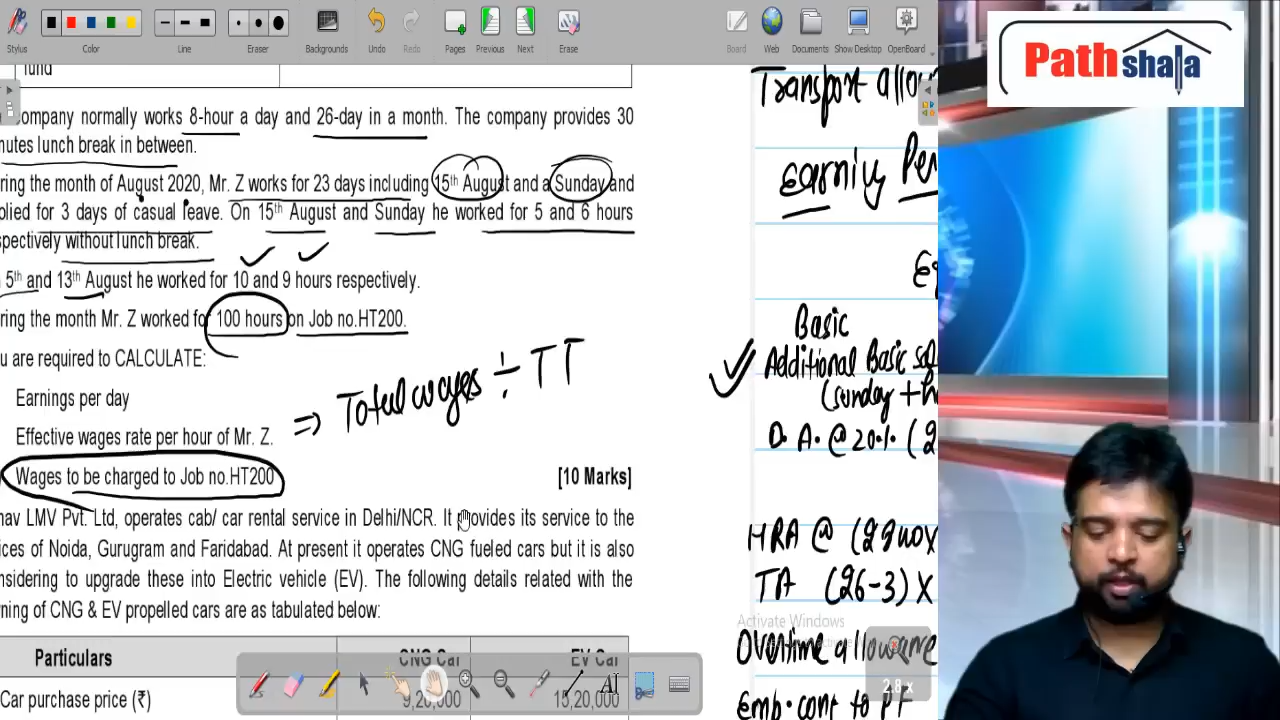 Stylus
Color
Line
Eraser
Backgrounds
Undo
Redo
Pages
Previous
Next
Erase
Board
Web
Documents
Show Desktop
OpenBoard
Path shala
fund
company normally works 8-hour a day and 26-day in a month. The company provides 30
nutes lunch break in between.
ring the month of August 2020, Mr. Z works for 23 days including 15th August and a Sunday and
plied for 3 days of casual leave. On 15th August and Sunday he worked for 5 and 6 hours
spectively without lunch break.
5th and 13th August he worked for 10 and 9 hours respectively.
ring the month Mr. Z worked for 100 hours on Job no.HT200.
u are required to CALCULATE:
Earnings per day
Effective wages rate per hour of Mr. Z.
Wages to be charged to Job no.HT200
[10 Marks]
⇒ Total wages ÷ TT
nav LMV Pvt. Ltd, operates cab/ car rental service in Delhi/NCR. It provides its service to the
ices of Noida, Gurugram and Faridabad. At present it operates CNG fueled cars but it is also
nsidering to upgrade these into Electric vehicle (EV). The following details related with the
ning of CNG & EV propelled cars are as tabulated below:
Particulars
CNG Car
EV Car
Car purchase price (₹)
9,20,000
15,20,000
Transport allow
Earning Per
Basic
Additional Basic
(Sunday + h
D. A. @ 20%. (2
HRA @
TA (26-3) X
Overtime allowance
Emb. cont to PF
Activate Windows
2.8 x